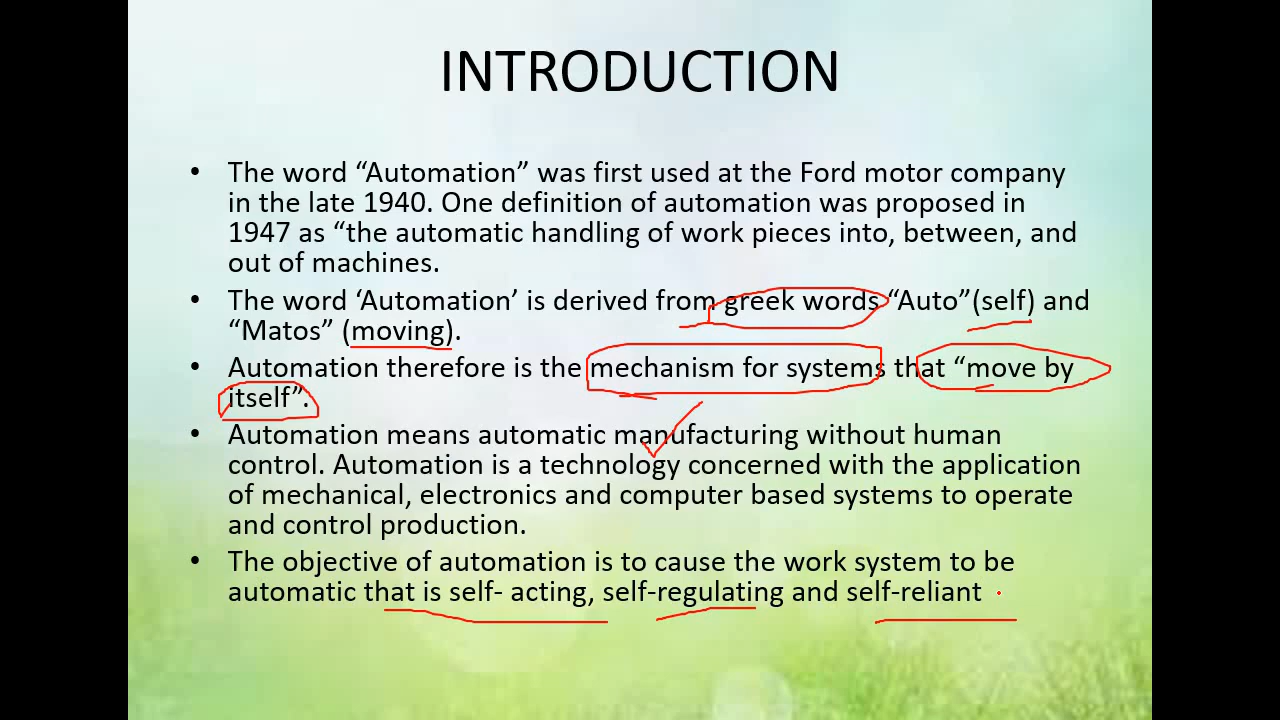 INTRODUCTION
• The word “Automation” was first used at the Ford motor company
in the late 1940. One definition of automation was proposed in
1947 as “the automatic handling of work pieces into, between, and
out of machines.
• The word ‘Automation’ is derived from greek words “Auto”(self) and
“Matos” (moving).
• Automation therefore is the mechanism for systems that “move by
itself”.
• Automation means automatic manufacturing without human
control. Automation is a technology concerned with the application
of mechanical, electronics and computer based systems to operate
and control production.
• The objective of automation is to cause the work system to be
automatic that is self- acting, self-regulating and self-reliant